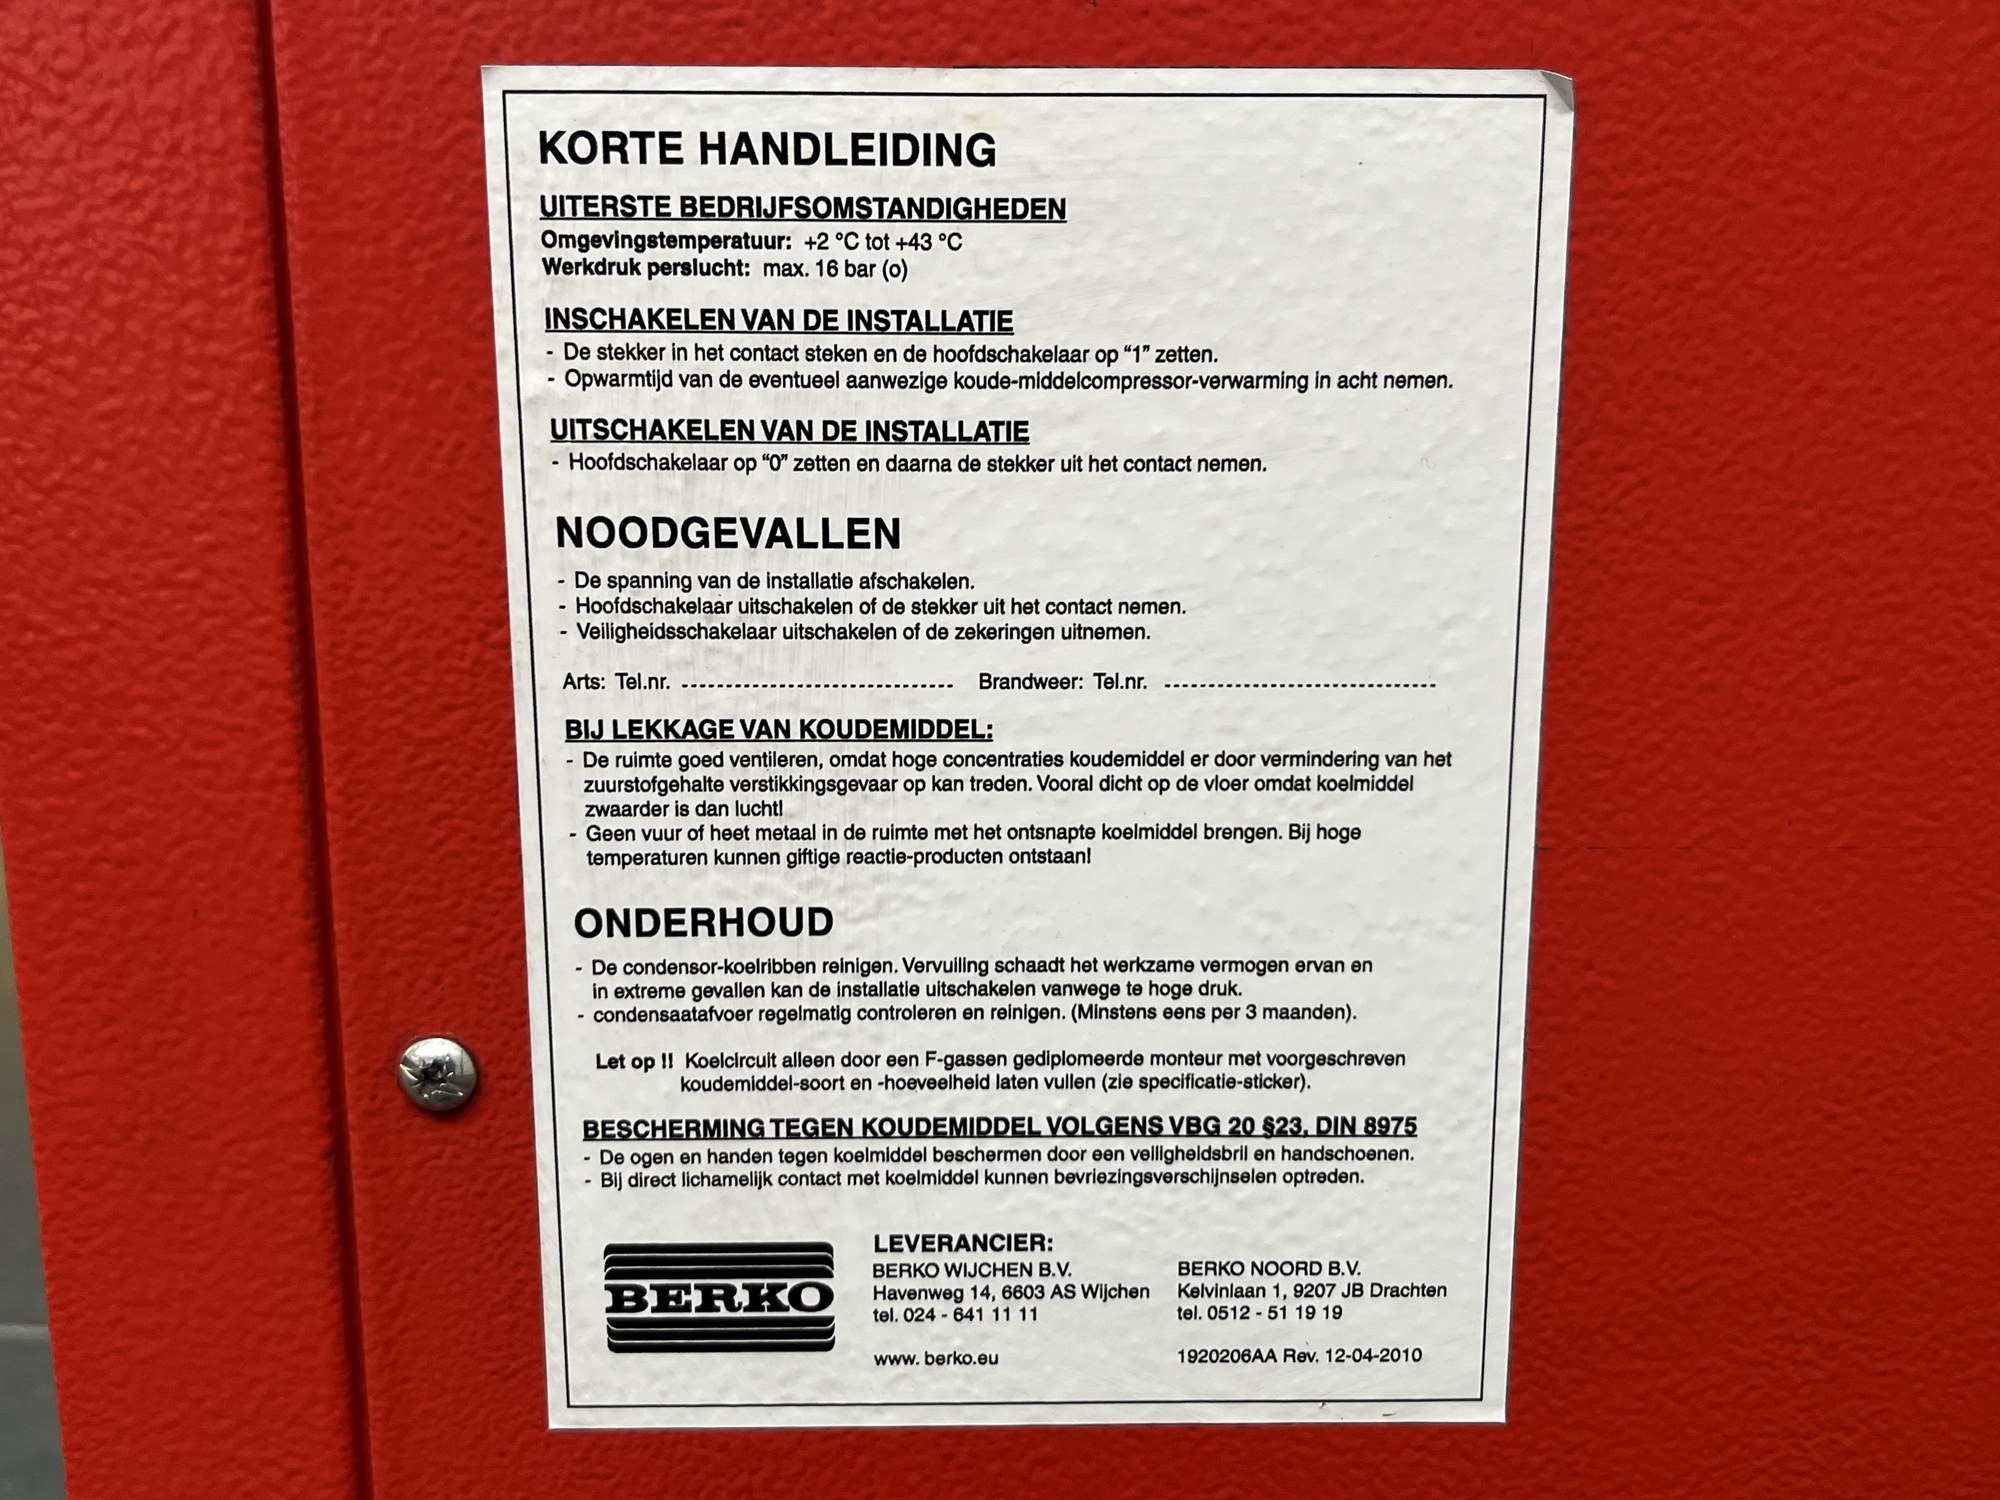 KORTE HANDLEIDING
UITERSTE BEDRIJFSOMSTANDIGHEDEN
Omgevingstemperatuur: +2 °C tot +43 °C
Werkdruk perslucht: max. 16 bar (o)
INSCHAKELEN VAN DE INSTALLATIE
- De stekker in het contact steken en de hoofdschakelaar op “1” zetten.
- Opwarmtijd van de eventueel aanwezige koude-middelcompressor-verwarming in acht nemen.
UITSCHAKELEN VAN DE INSTALLATIE
- Hoofdschakelaar op “0” zetten en daarna de stekker uit het contact nemen.
NOODGEVALLEN
- De spanning van de installatie afschakelen.
- Hoofdschakelaar uitschakelen of de stekker uit het contact nemen.
- Veiligheidsschakelaar uitschakelen of de zekeringen uitnemen.
Arts: Tel.nr. ............................... Brandweer: Tel.nr. ...............................
BIJ LEKKAGE VAN KOUDEMIDDEL:
- De ruimte goed ventileren, omdat hoge concentraties koudemiddel er door vermindering van het
zuurstofgehalte verstikkingsgevaar op kan treden. Vooral dicht op de vloer omdat koelmiddel
zwaarder is dan lucht!
- Geen vuur of heet metaal in de ruimte met het ontsnapte koelmiddel brengen. Bij hoge
temperaturen kunnen giftige reactie-producten ontstaan!
ONDERHOUD
- De condensor-koelribben reinigen. Vervuiling schaadt het werkzame vermogen ervan en
in extreme gevallen kan de installatie uitschakelen vanwege te hoge druk.
- condensaatafvoer regelmatig controleren en reinigen. (Minstens eens per 3 maanden).
Let op !! Koelcircuit alleen door een F-gassen gediplomeerde monteur met voorgeschreven
koudemiddel-soort en -hoeveelheid laten vullen (zie specificatie-sticker).
BESCHERMING TEGEN KOUDEMIDDEL VOLGENS VBG 20 §23, DIN 8975
- De ogen en handen tegen koelmiddel beschermen door een veiligheidsbril en handschoenen.
- Bij direct lichamelijk contact met koelmiddel kunnen bevriezingsverschijnselen optreden.
BERKO
LEVERANCIER:
BERKO WIJCHEN B.V.
Havenweg 14, 6603 AS Wijchen
tel. 024 - 641 11 11
www. berko.eu
BERKO NOORD B.V.
Kelvinlaan 1, 9207 JB Drachten
tel. 0512 - 51 19 19
1920206AA Rev. 12-04-2010